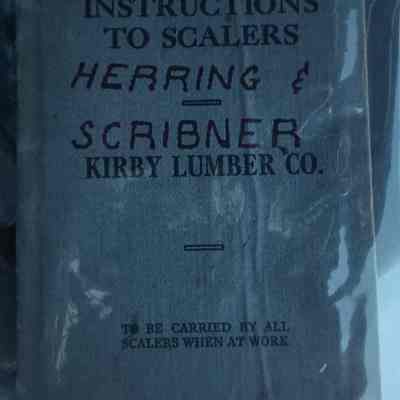 INSTRUCTIONS
TO SCALERS
HERRING &
SCRIBNER
KIRBY LUMBER CO.
TO BE CARRIED BY ALL
SCALERS WHEN AT WORK